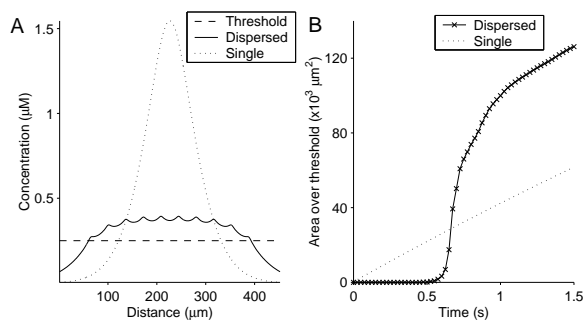 A
Threshold
Dispersed
Single
1.5
1
0.5
Concentration (μM)
100 200 300 400
Distance (μm)
B
Dispersed
Single
120
80
40
0
Area over threshold (x10³ μm²)
0 0.5 1 1.5
Time (s)